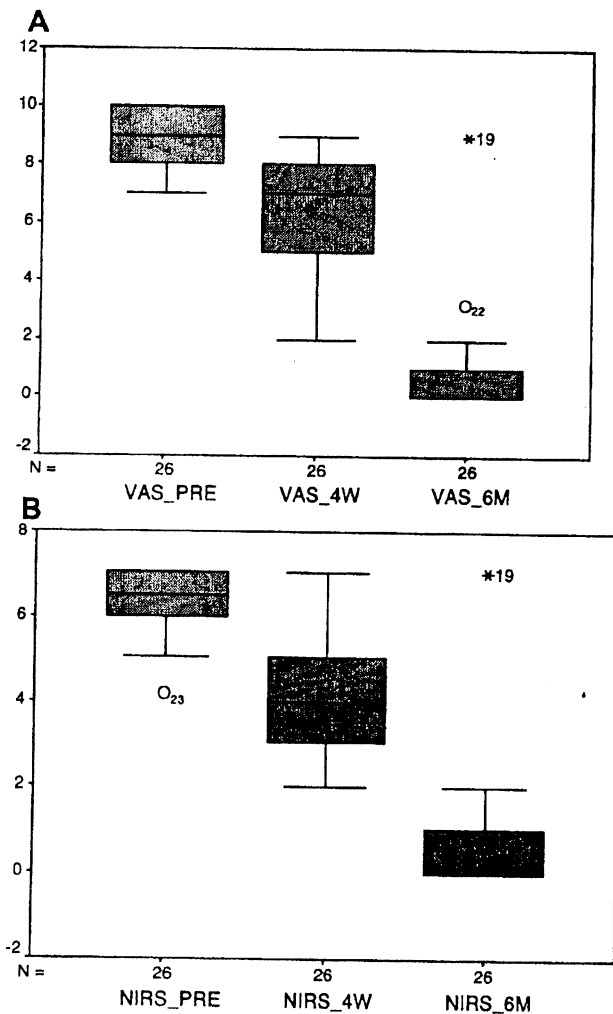 A
12
10
*19
8
6
4
O22
2
0
-2
N = 26 26 26
VAS_PRE VAS_4W VAS_6M
B
8
*19
6
O23
4
2
0
-2
N = 26 26 26
NIRS_PRE NIRS_4W NIRS_6M